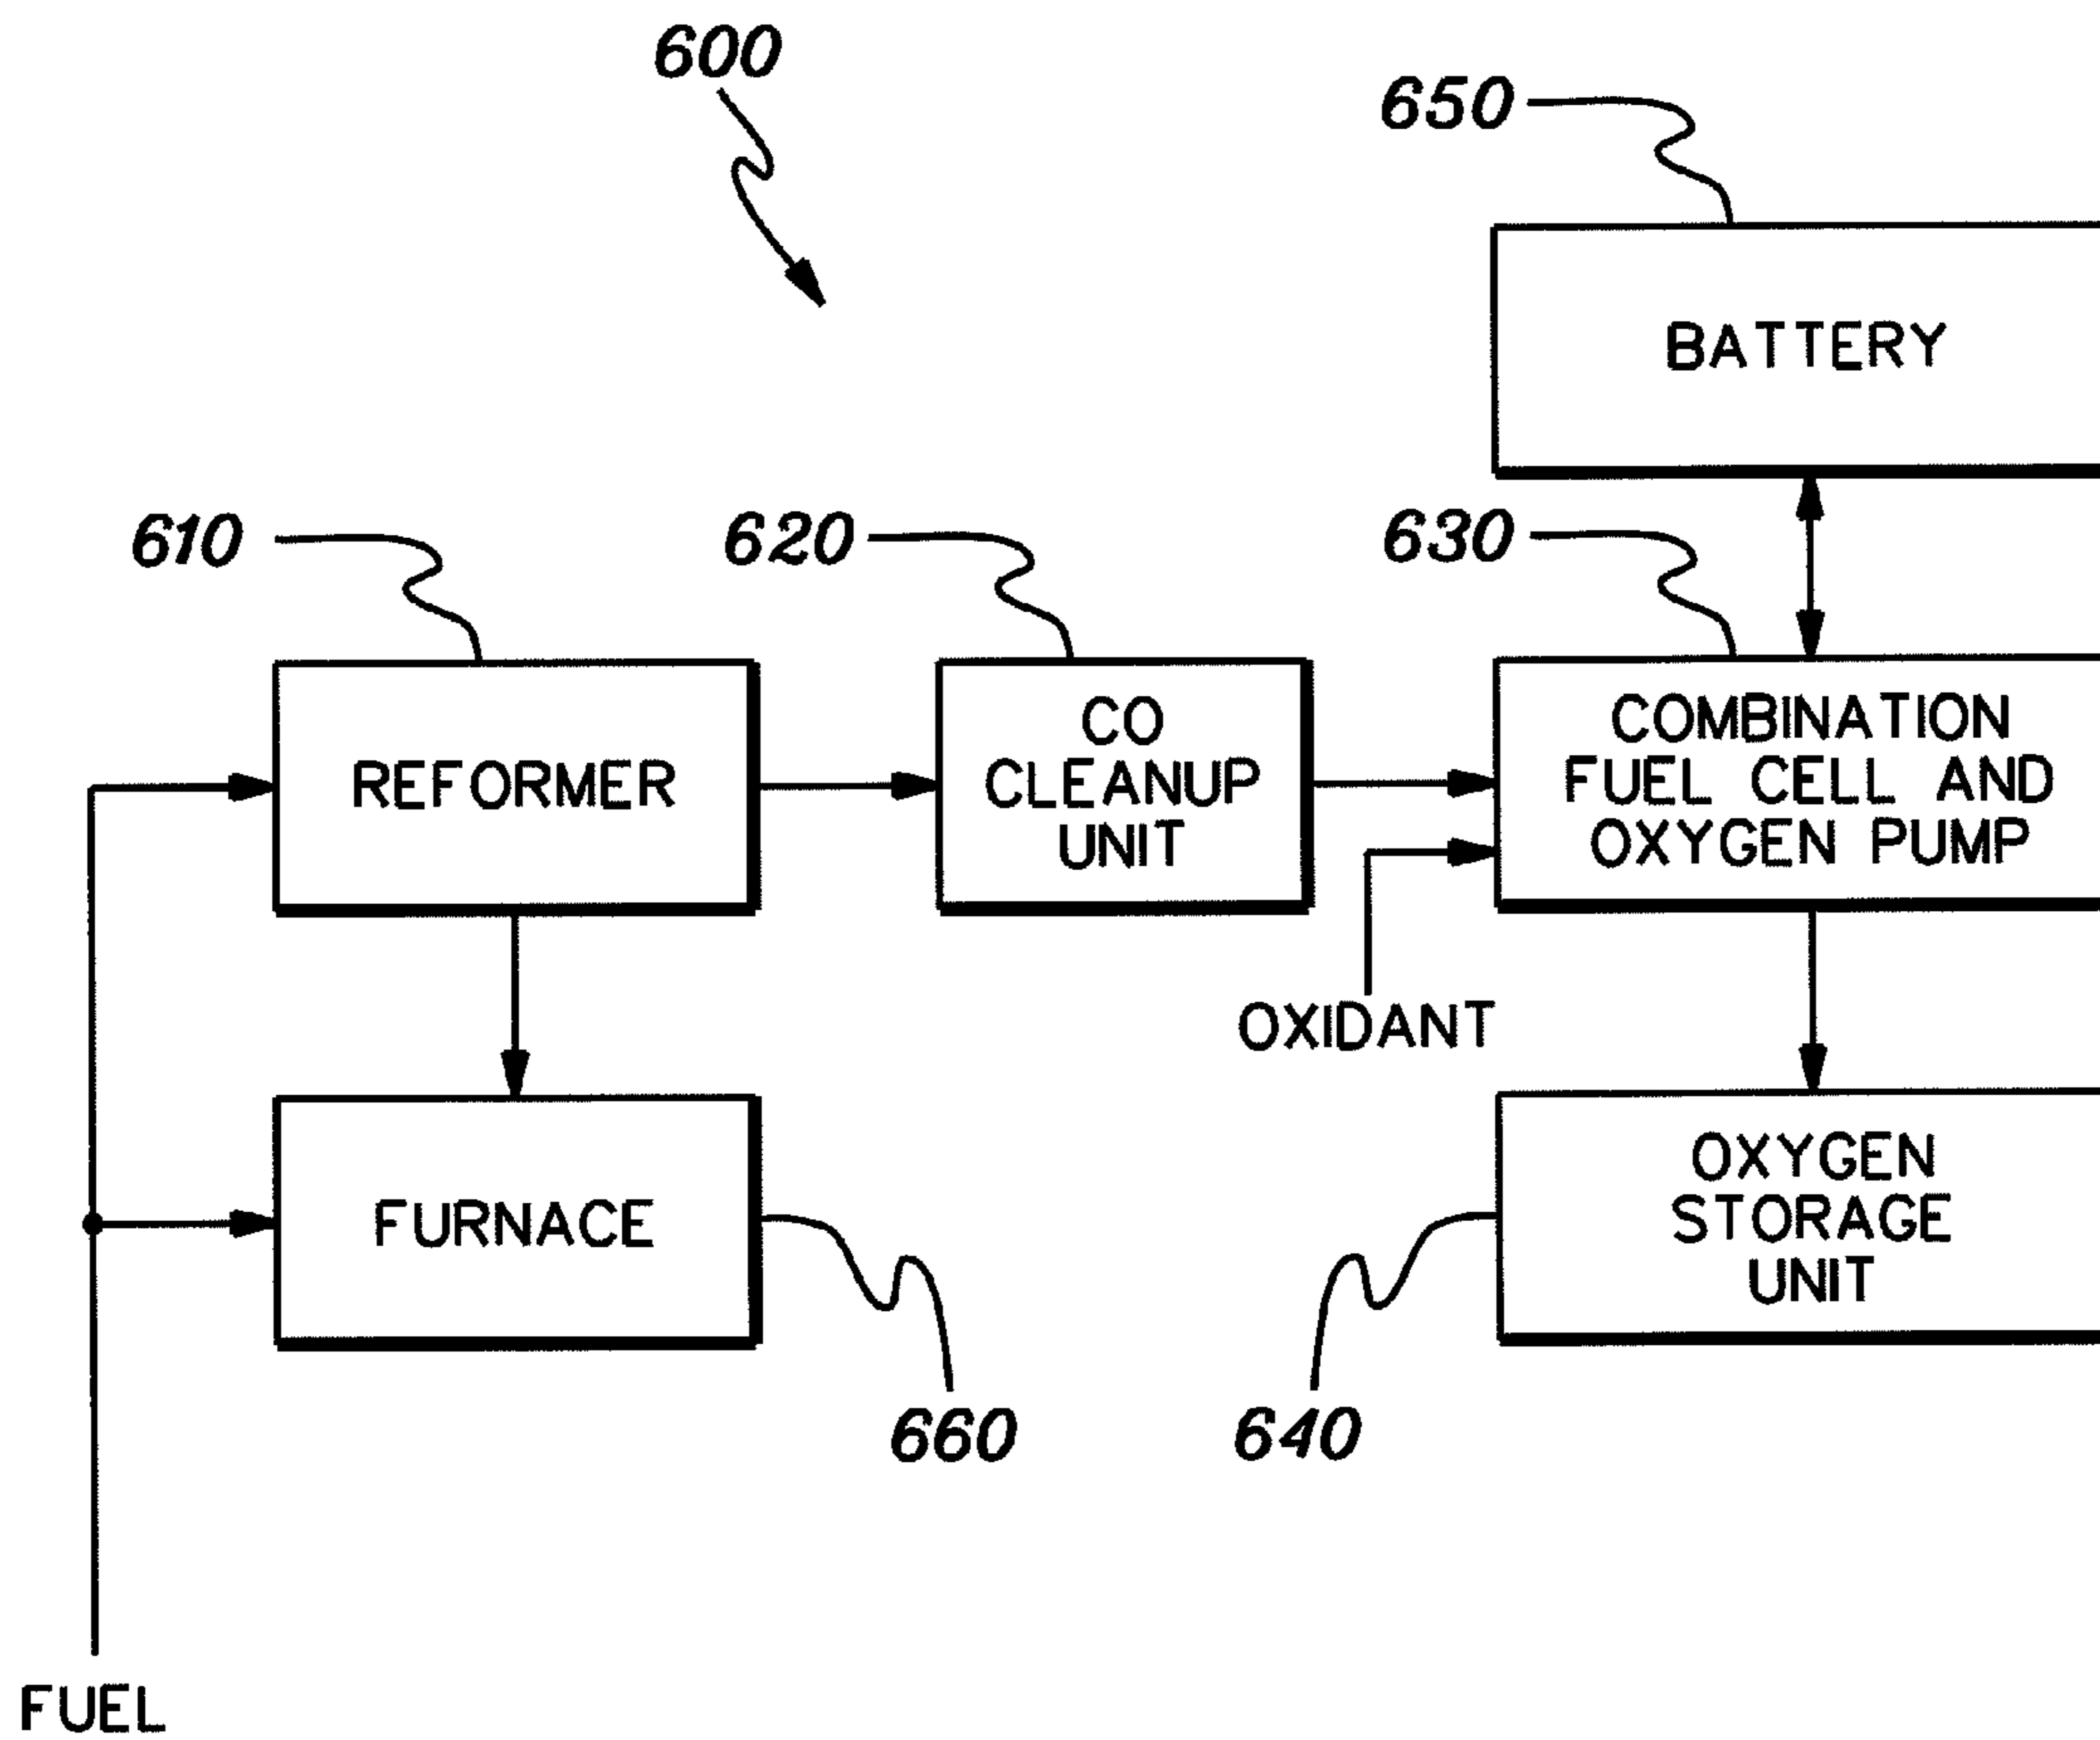 600
650
BATTERY
610
620
630
REFORMER
CO
CLEANUP
UNIT
COMBINATION
FUEL CELL AND
OXYGEN PUMP
OXIDANT
FURNACE
OXYGEN
STORAGE
UNIT
660
640
FUEL